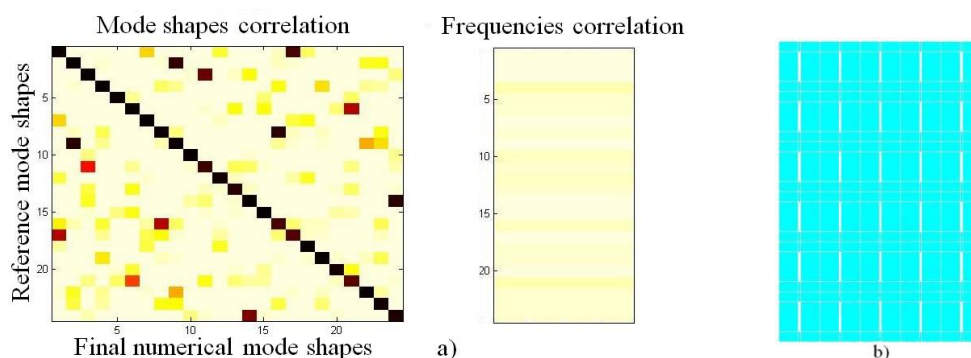 Mode shapes correlation
Reference mode shapes
5
10
15
20
5
10
15
20
Final numerical mode shapes
a)
Frequencies correlation
5
10
15
20
b)